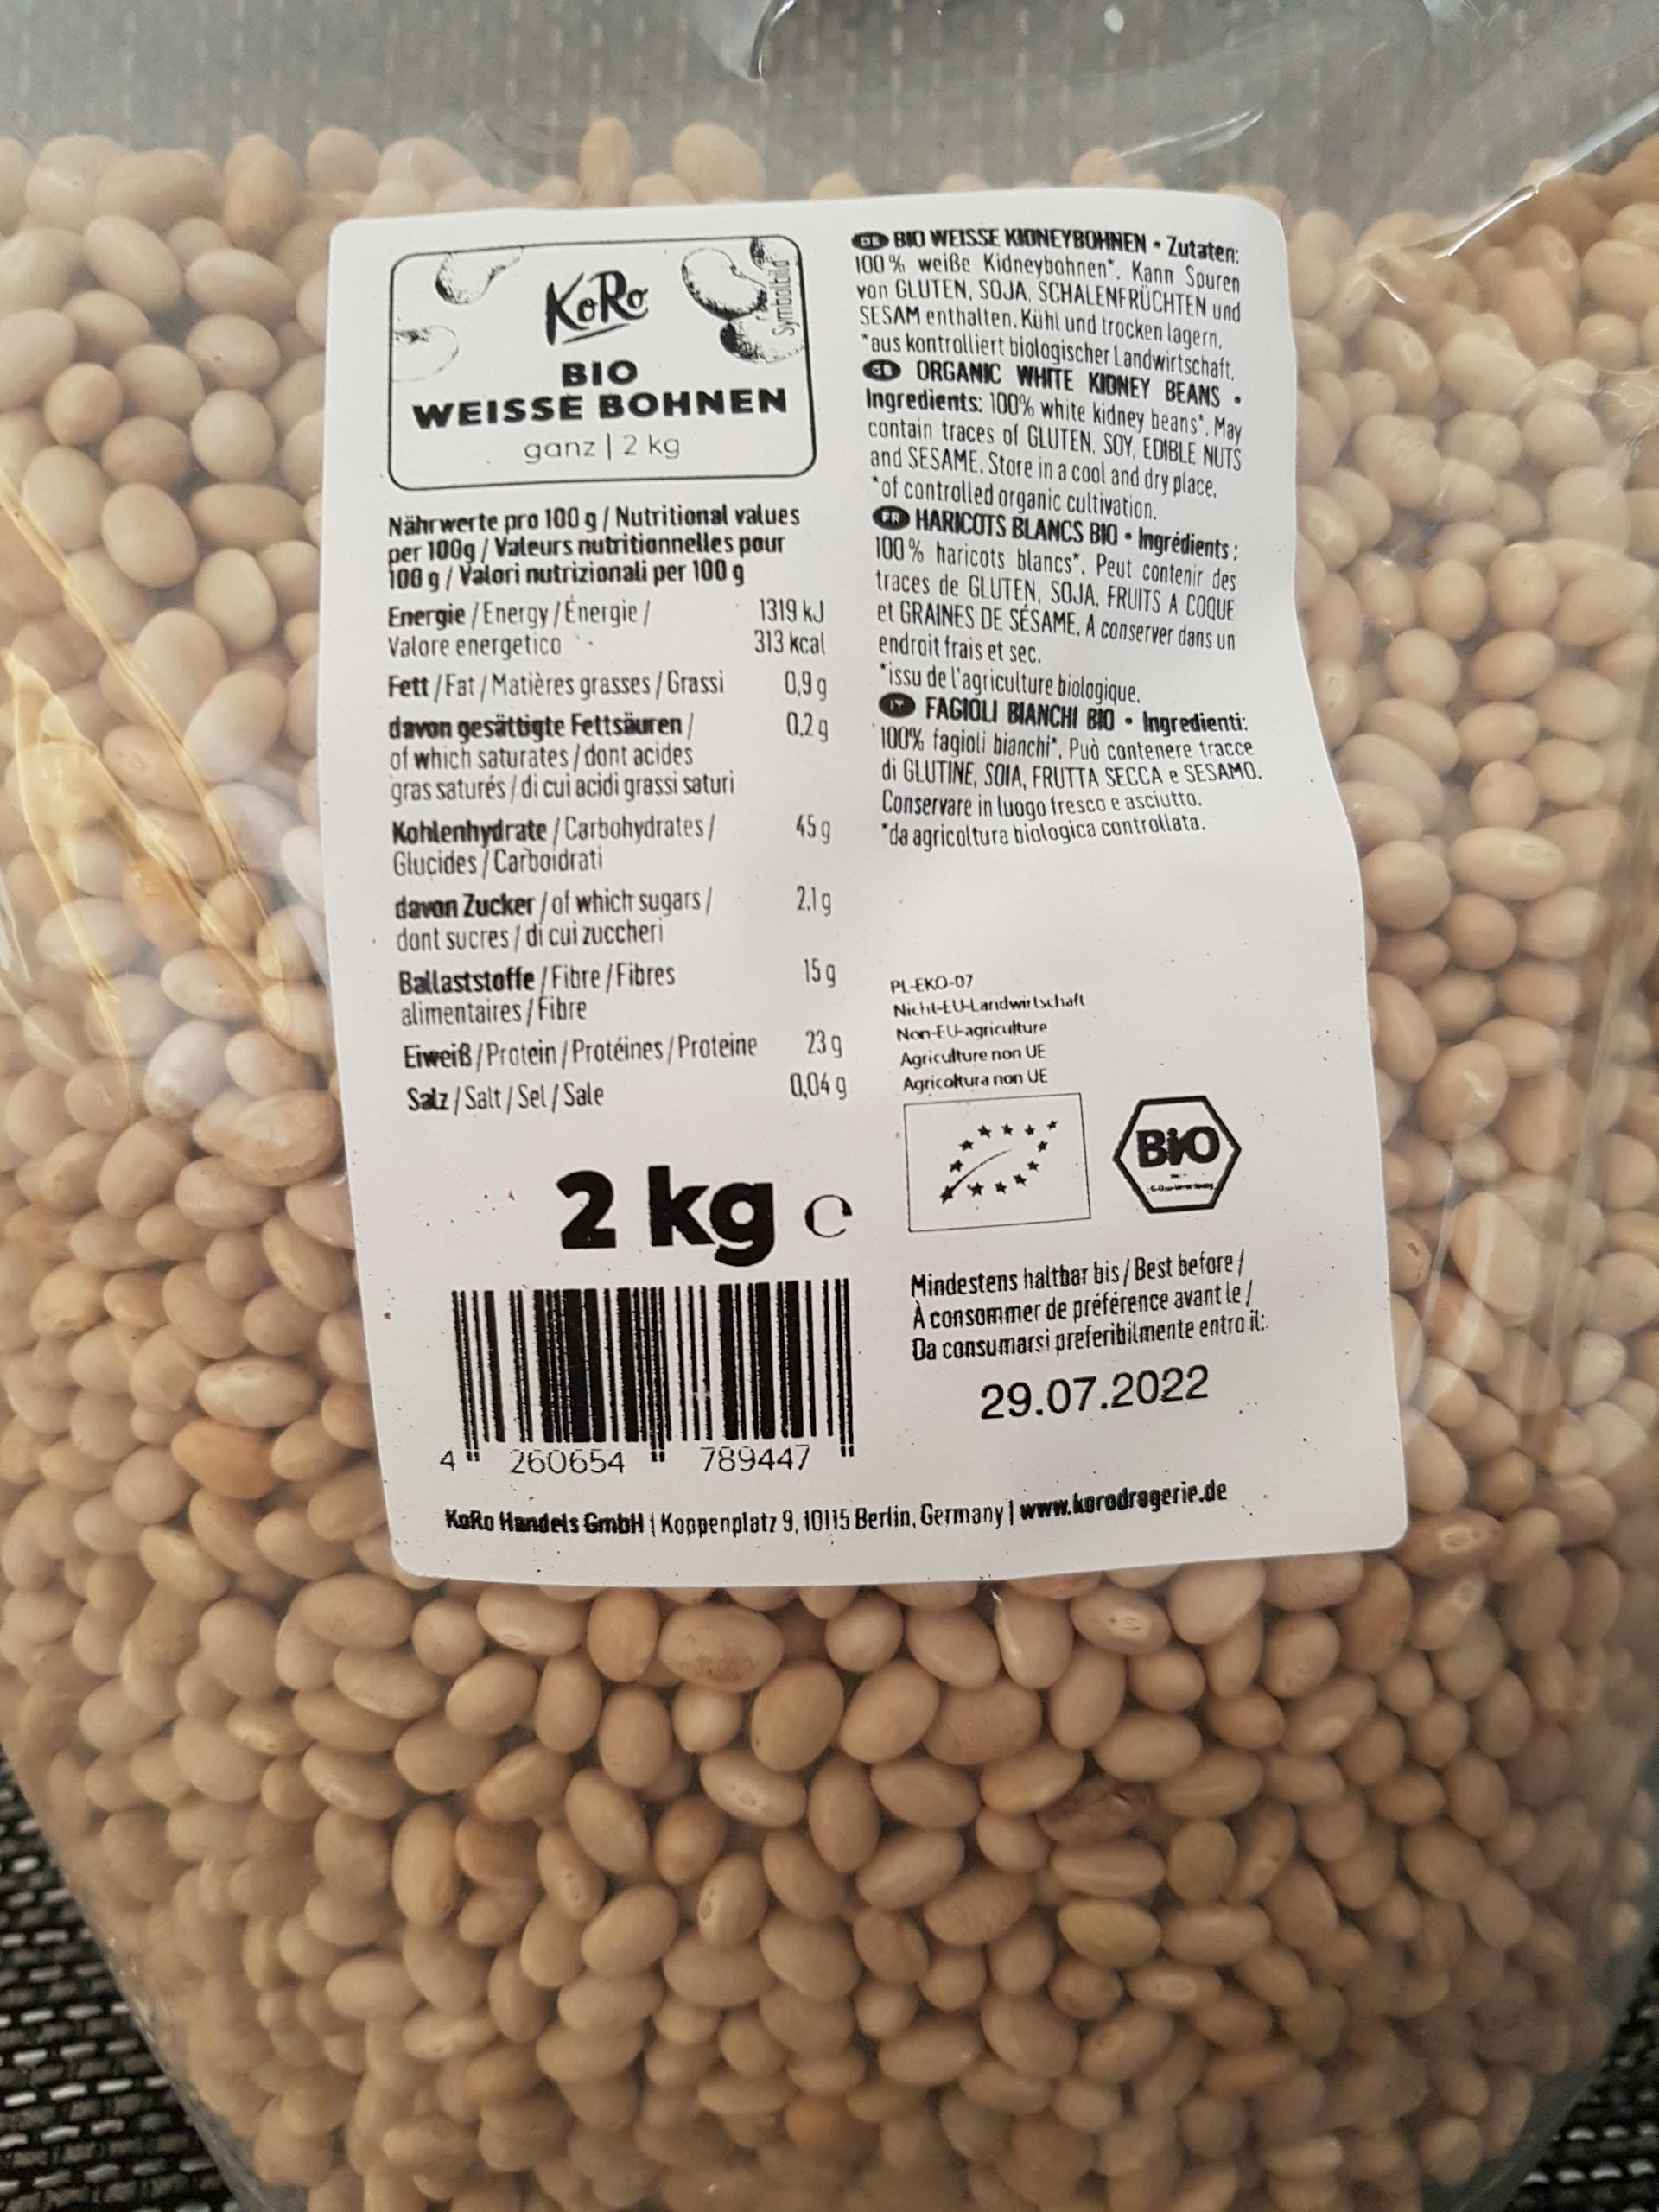 KoRo
Symbolbild
BIO
WEISSE BOHNEN
ganz | 2 kg
Nährwerte pro 100 g / Nutritional values
per 100g / Valeurs nutritionnelles pour
100 g / Valori nutrizionali per 100 g
Energie / Energy / Énergie / 1319 kJ
Valore energetico 313 kcal
Fett / Fat / Matières grasses / Grassi 0,9 g
davon gesättigte Fettsäuren / 0,2 g
of which saturates / dont acides
gras saturés / di cui acidi grassi saturi
Kohlenhydrate / Carbohydrates / 45 g
Glucides / Carboidrati
davon Zucker / of which sugars / 2,1 g
dont sucres / di cui zuccheri
Ballaststoffe / Fibre / Fibres 15 g
alimentaires / Fibre
Eiweiß / Protein / Protéines / Proteine 23 g
Salz / Salt / Sel / Sale 0,04 g
2 kg e
4 260654 789447
DE BIO WEISSE KIDNEYBOHNEN • Zutaten:
100 % weiße Kidneybohnen*. Kann Spuren
von GLUTEN, SOJA, SCHALENFRÜCHTEN und
SESAM enthalten. Kühl und trocken lagern.
*aus kontrolliert biologischer Landwirtschaft.
GB ORGANIC WHITE KIDNEY BEANS •
Ingredients: 100% white kidney beans*. May
contain traces of GLUTEN, SOY, EDIBLE NUTS
and SESAME. Store in a cool and dry place.
*of controlled organic cultivation.
FR HARICOTS BLANCS BIO • Ingrédients :
100 % haricots blancs*. Peut contenir des
traces de GLUTEN, SOJA, FRUITS A COQUE
et GRAINES DE SÉSAME. A conserver dans un
endroit frais et sec.
*issu de l'agriculture biologique.
IT FAGIOLI BIANCHI BIO • Ingredienti:
100% fagioli bianchi*. Può contenere tracce
di GLUTINE, SOIA, FRUTTA SECCA e SESAMO.
Conservare in luogo fresco e asciutto.
*da agricoltura biologica controllata.
PL-EKO-07
Nicht-EU-Landwirtschaft
Non-EU-agriculture
Agriculture non UE
Agricoltura non UE
BIO
Mindestens haltbar bis / Best before /
À consommer de préférence avant le /
Da consumarsi preferibilmente entro il:
29.07.2022
KoRo Handels GmbH | Koppenplatz 9, 10115 Berlin, Germany | www.korodrogerie.de